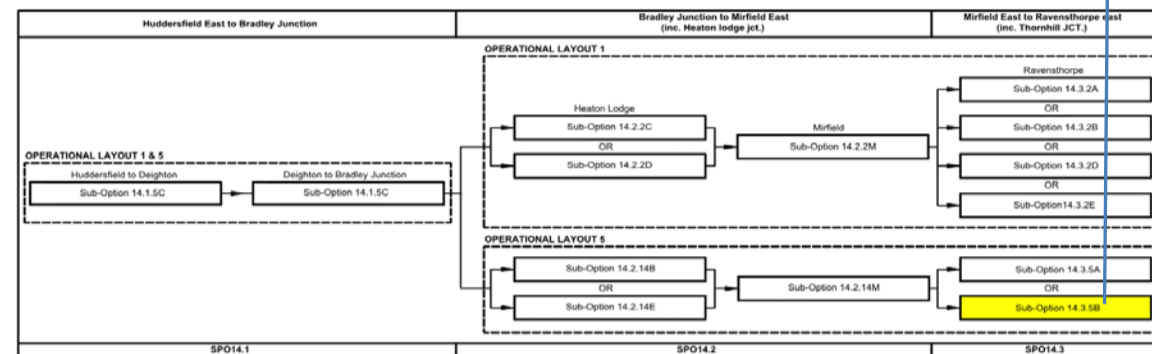 Huddersfield East to Bradley Junction
Bradley Junction to Mirfield East
(inc. Heaton lodge jct.)
Mirfield East to Ravensthorpe east
(inc. Thornhill JCT.)
OPERATIONAL LAYOUT 1
Ravensthorpe
Sub-Option 14.3.2A
OR
Sub-Option 14.3.2B
OR
Sub-Option 14.3.2D
OR
Sub-Option14.3.2E
Heaton Lodge
Sub-Option 14.2.2C
OR
Sub-Option 14.2.2D
Mirfield
Sub-Option 14.2.2M
OPERATIONAL LAYOUT 1 & 5
Huddersfield to Deighton
Sub-Option 14.1.5C
Deighton to Bradley Junction
Sub-Option 14.1.5C
OPERATIONAL LAYOUT 5
Sub-Option 14.2.14B
OR
Sub-Option 14.2.14E
Sub-Option 14.2.14M
Sub-Option 14.3.5A
OR
Sub-Option 14.3.5B
SPO14.1
SPO14.2
SPO14.3